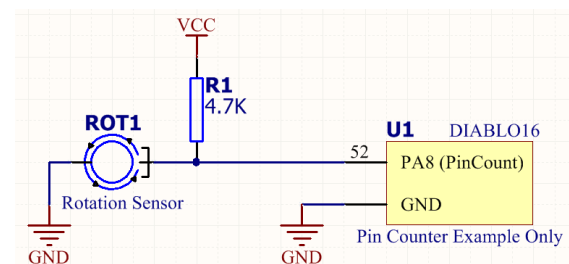 VCC
R1
4.7K
ROT1
Rotation Sensor
GND
U1 DIABLO16
52
PA8 (PinCount)
GND
GND
Pin Counter Example Only